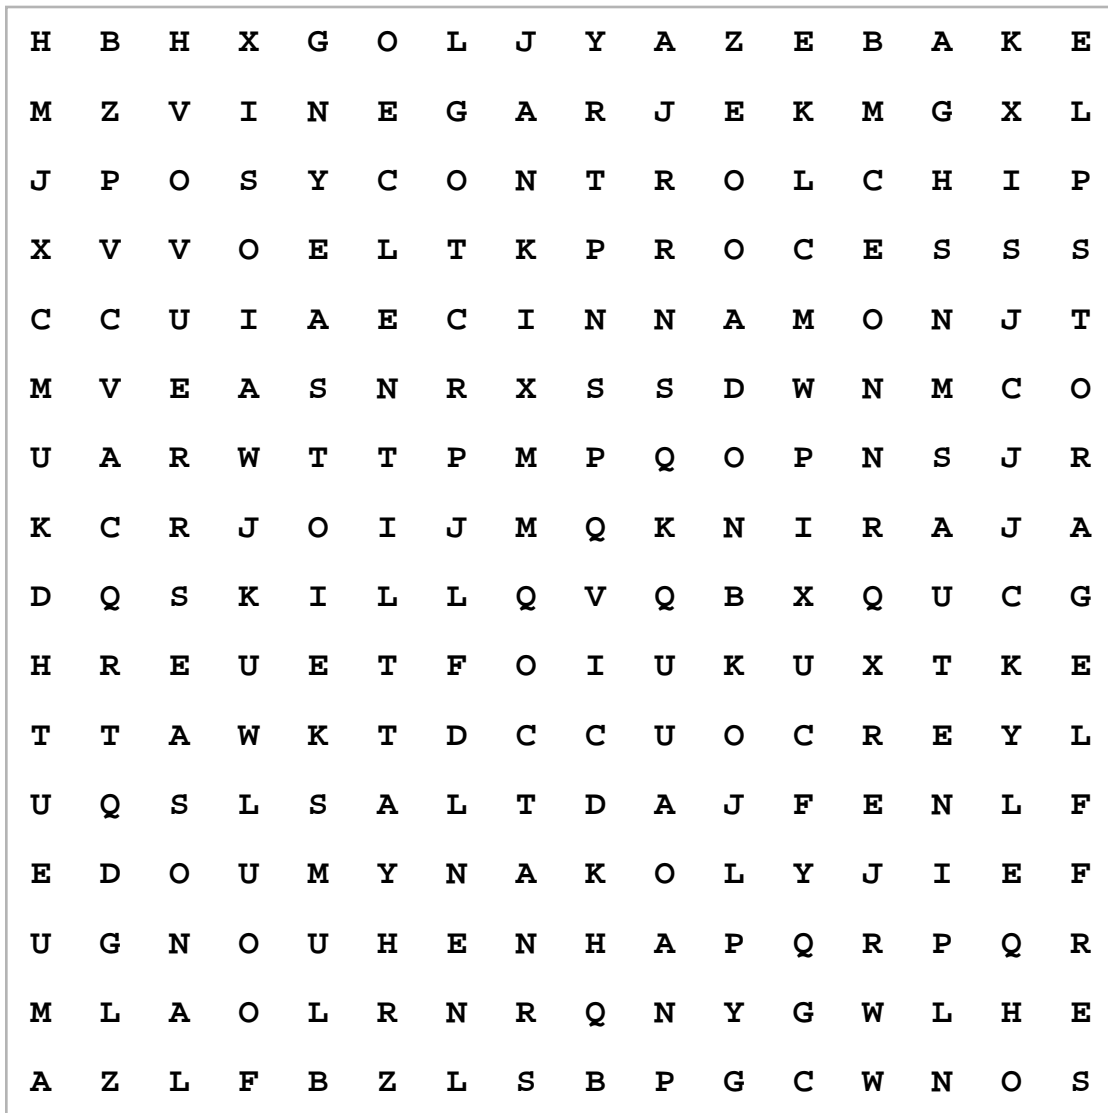 H B H X G O L J Y A Z E B A K E
M Z V I N E G A R J E K M G X L
J P O S Y C O N T R O L C H I P
X V V O E L T K P R O C E S S S
C C U I A E C I N N A M O N J T
M V E A S N R X S S D W N M C O
U A R W T T P M P Q O P N S J R
K C R J O I J M Q K N I R A J A
D Q S K I L L Q V Q B X Q U C G
H R E U E T F O I U K U X T K E
T T A W K T D C C U O C R E Y L
U Q S L S A L T D A J F E N L F
E D O U M Y N A K O L Y J I E F
U G N O U H E N H A P Q R P Q R
M L A O L R N R Q N Y G W L H E
A Z L F B Z L S B P G C W N O S